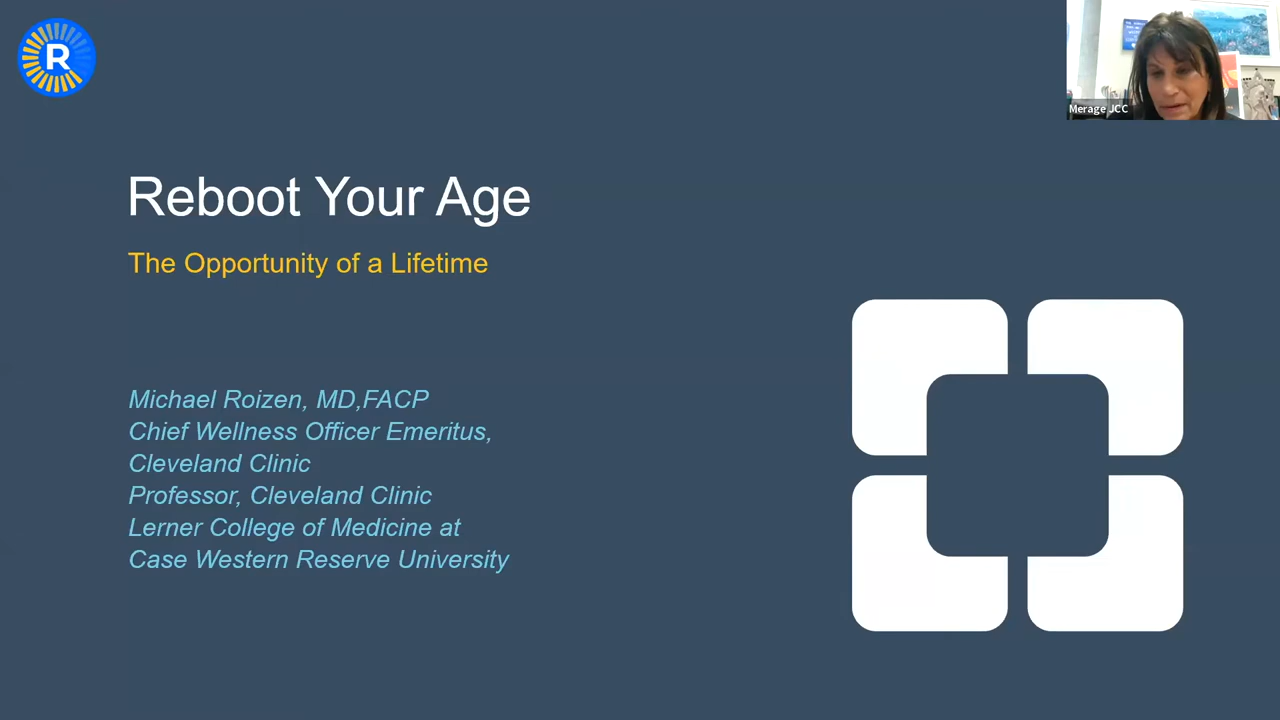 R
Merage JCC
Reboot Your Age
The Opportunity of a Lifetime
Michael Roizen, MD,FACP
Chief Wellness Officer Emeritus,
Cleveland Clinic
Professor, Cleveland Clinic
Lerner College of Medicine at
Case Western Reserve University